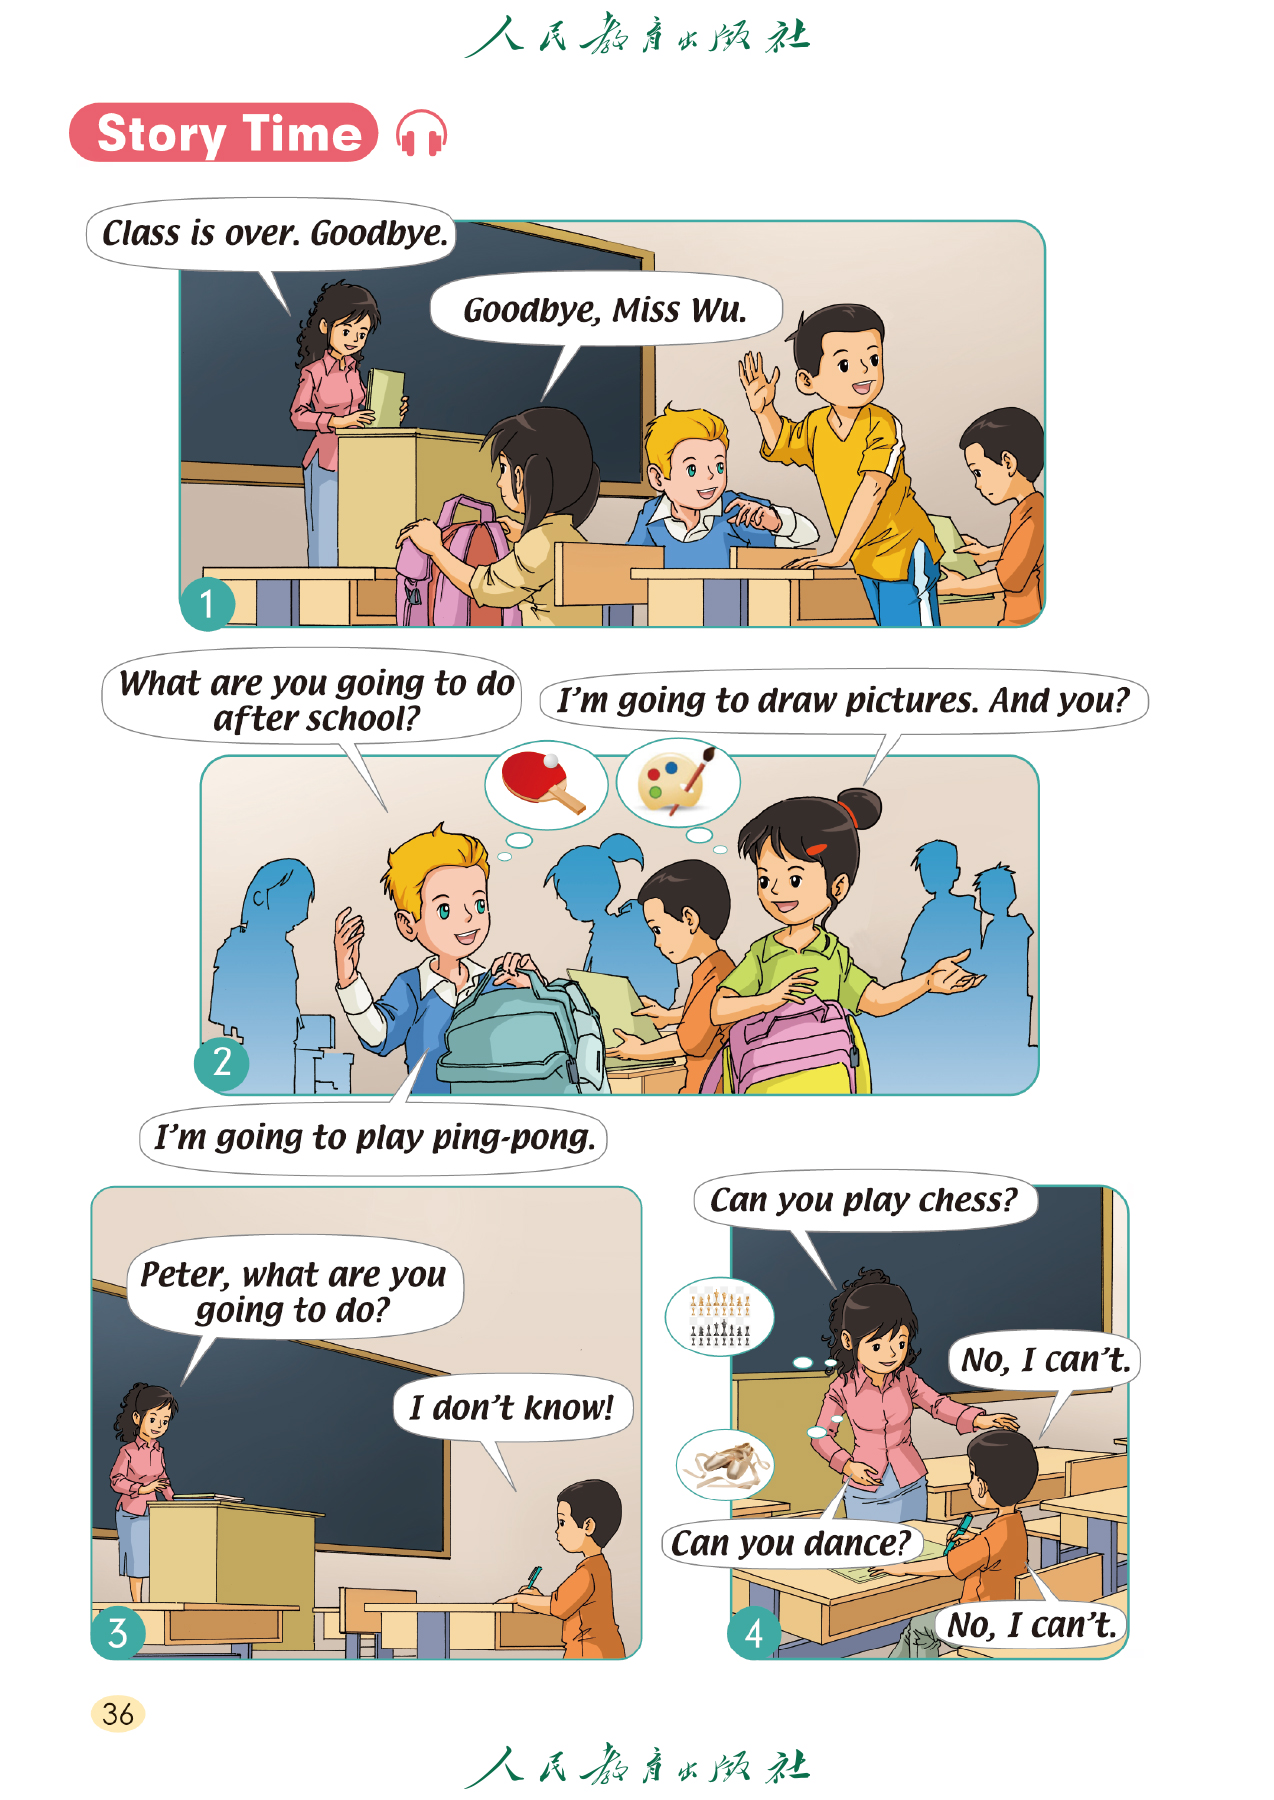 人民教育出版社
Story Time
Class is over. Goodbye.
Goodbye, Miss Wu.
1
What are you going to do
after school?
I'm going to draw pictures. And you?
2
I'm going to play ping-pong.
Peter, what are you
going to do?
I don't know!
3
Can you play chess?
No, I can't.
Can you dance?
No, I can't.
4
36
人民教育出版社